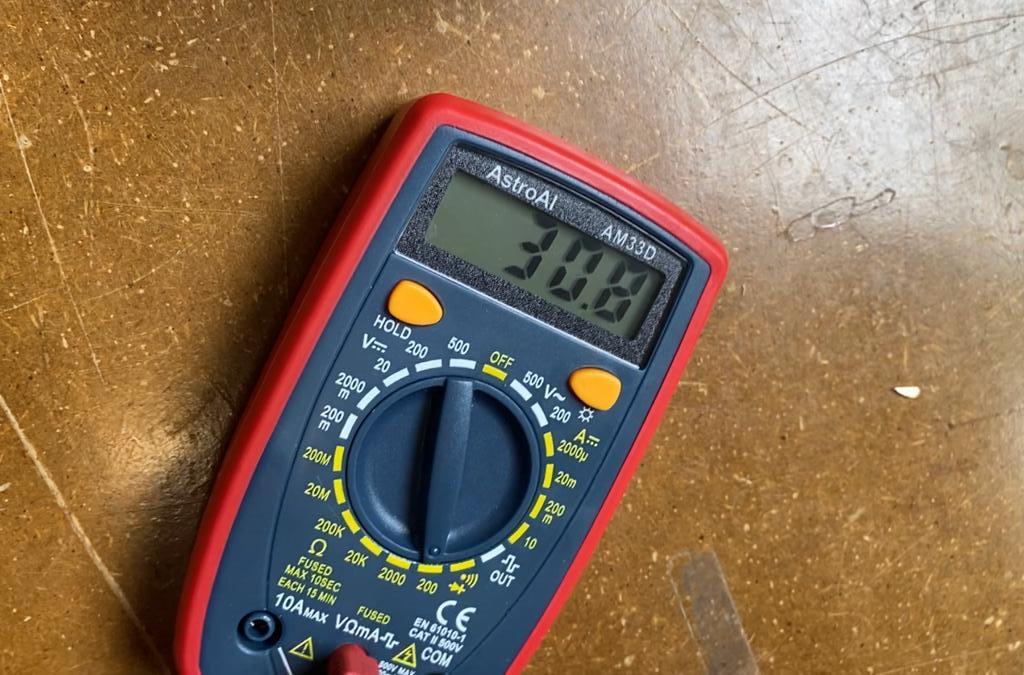 AstroAI
AM33D
30.8
HOLD
V⎓
20
200
500
OFF
500
V~
200
2000
m
200
m
A⎓
2000µ
20m
200
m
10
200M
20M
200K
Ω
20K
2000
200
OUT
FUSED
MAX 10SEC
EACH 15 MIN
10A MAX
FUSED
VΩmA
CE
EN 61010-1
CAT II 500V
COM
500V MAX